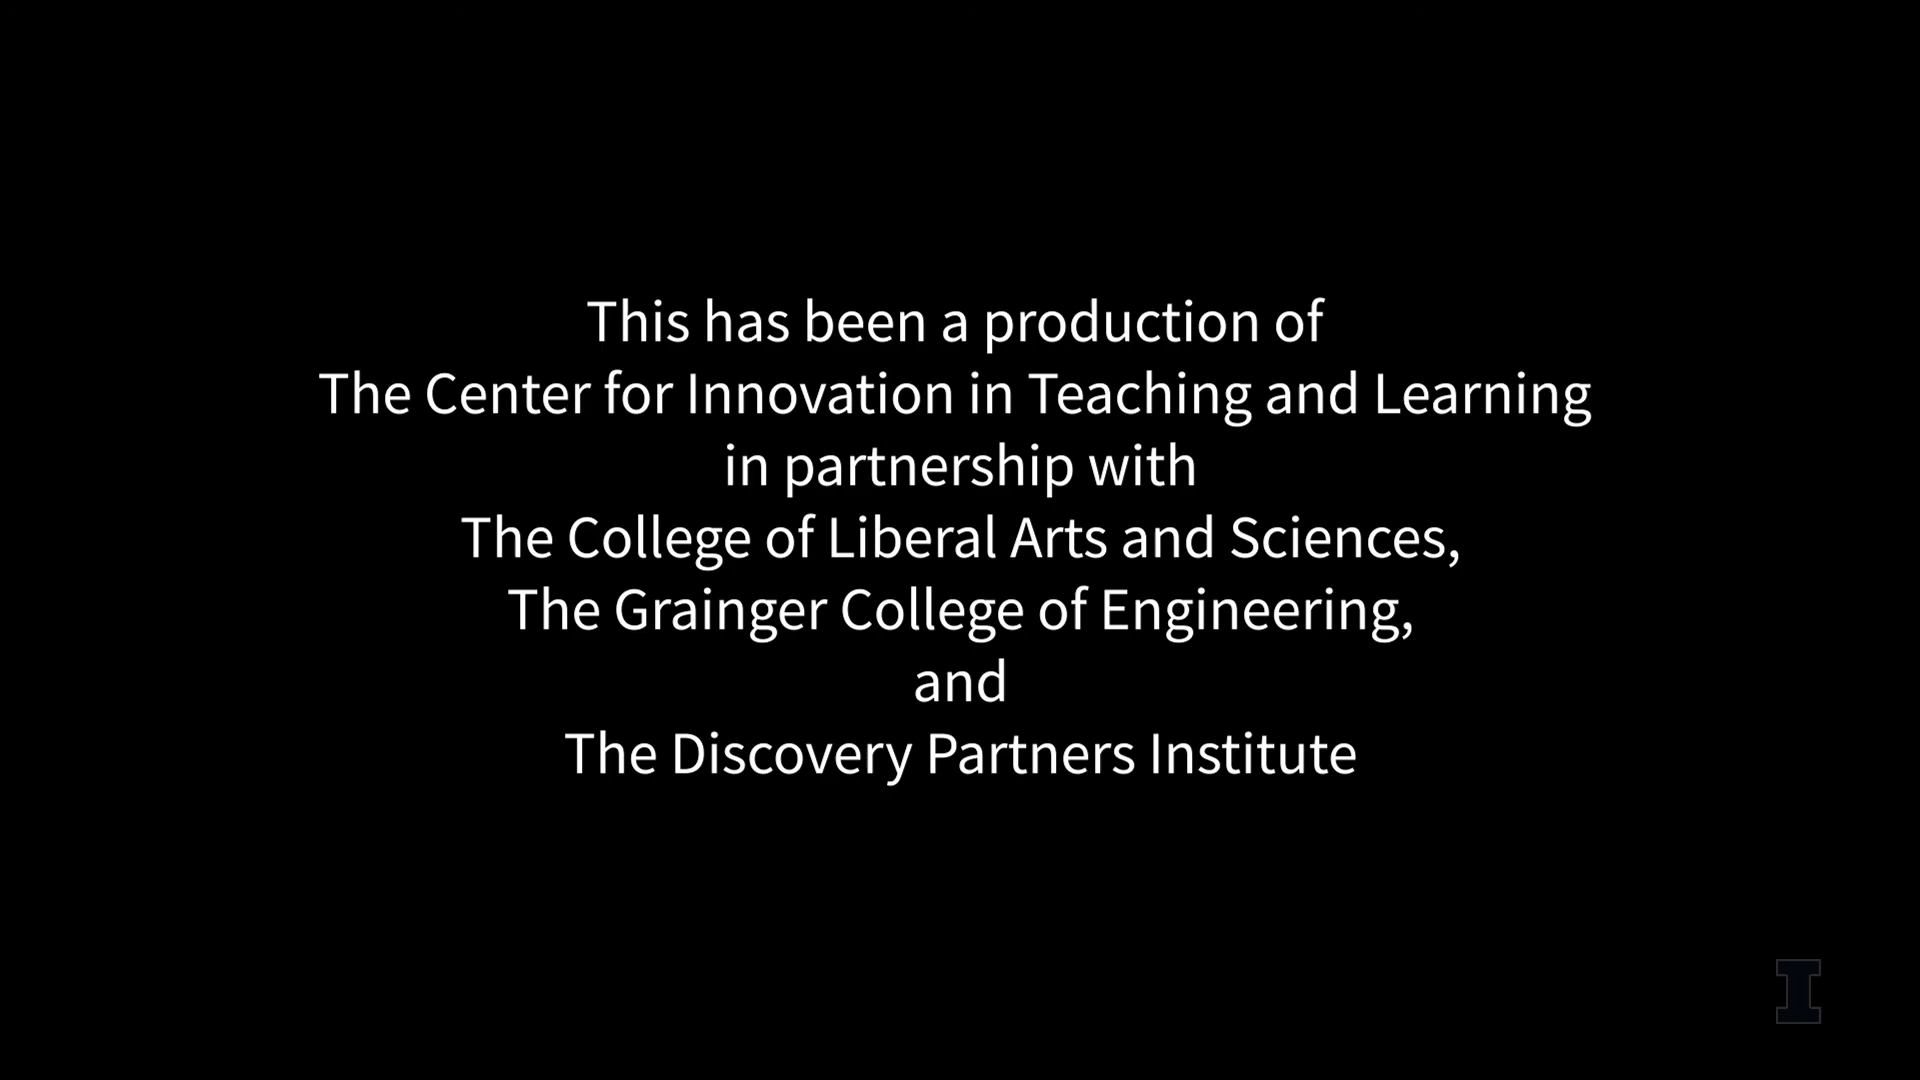 This has been a production of
The Center for Innovation in Teaching and Learning
in partnership with
The College of Liberal Arts and Sciences,
The Grainger College of Engineering,
and
The Discovery Partners Institute
I